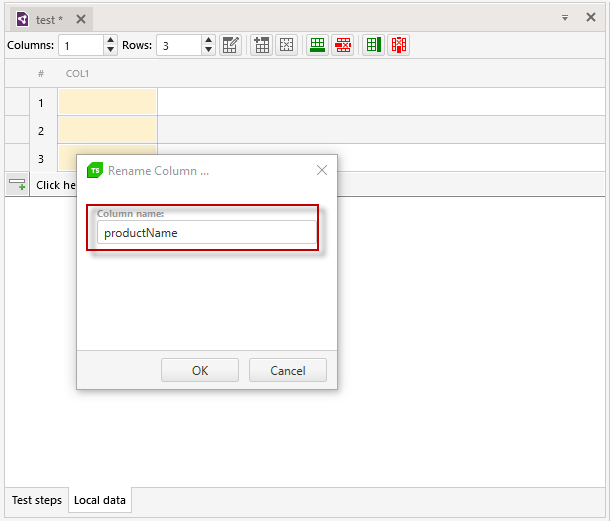 test *
Columns: 1 Rows: 3
# COL1
1
2
3
Click he
TS Rename Column ...
Column name:
productName
OK Cancel
Test steps Local data